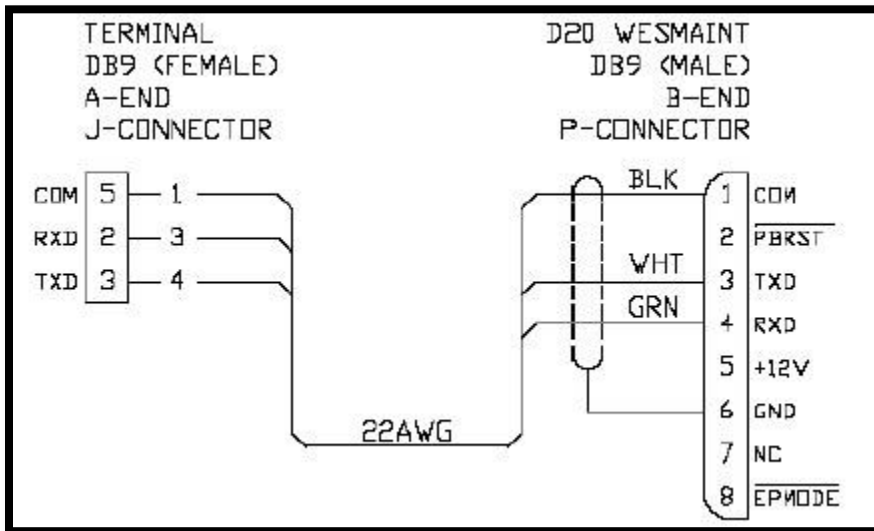 TERMINAL
DB9 (FEMALE)
A-END
J-CONNECTOR
D20 WESMAINT
DB9 (MALE)
B-END
P-CONNECTOR
COM 5 1
RXD 2 3
TXD 3 4
22AWG
BLK 1 COM
2 PBRST
WHT 3 TXD
GRN 4 RXD
5 +12V
6 GND
7 NC
8 EPMODE